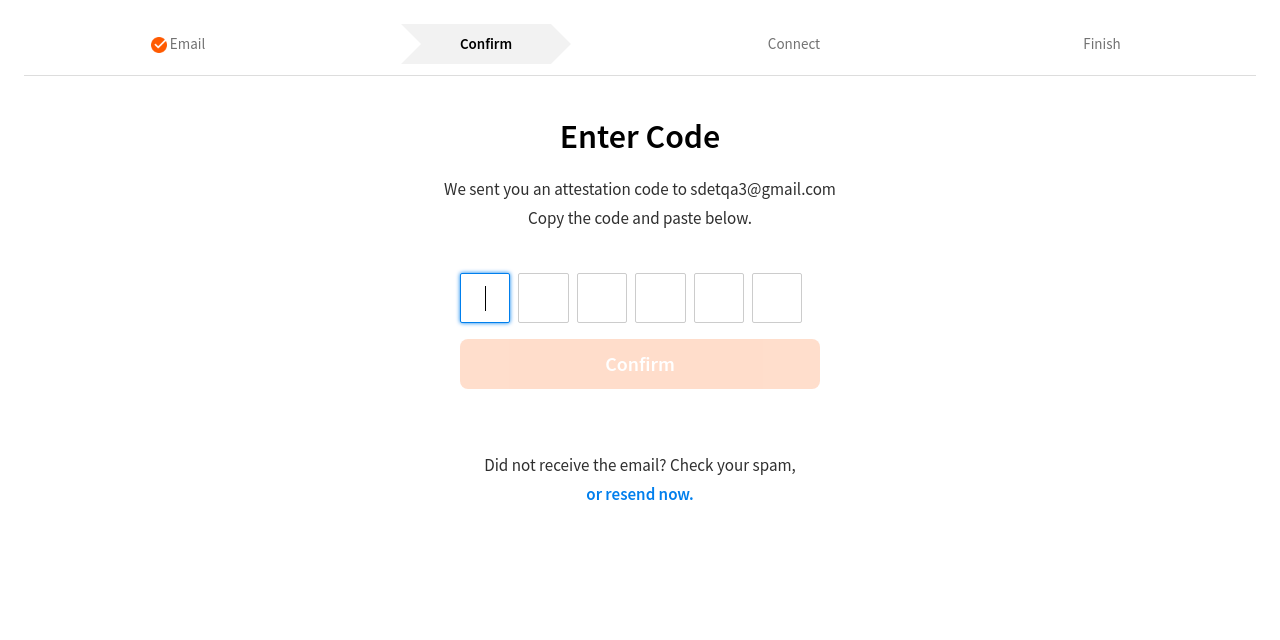 Email
Confirm
Connect
Finish
Enter Code
We sent you an attestation code to sdetqa3@gmail.com
Copy the code and paste below.
Confirm
Did not receive the email? Check your spam,
or resend now.